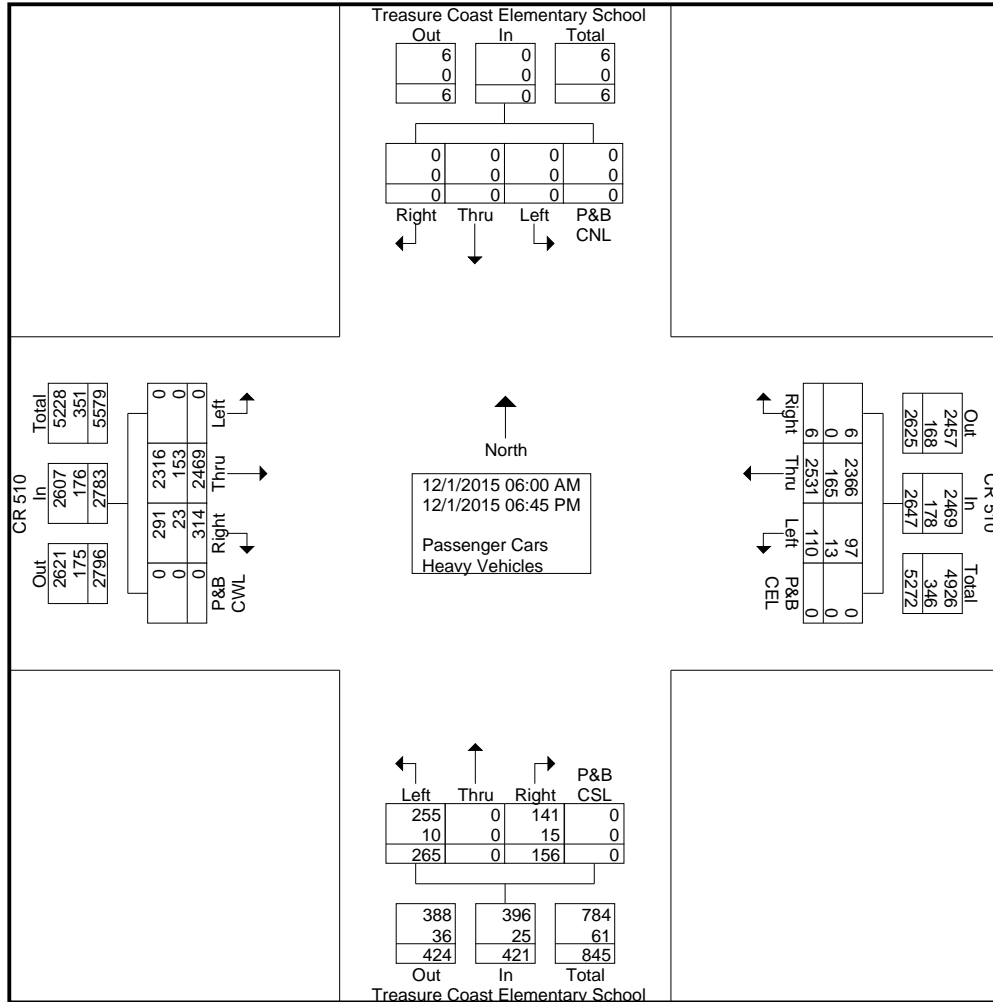 Treasure Coast Elementary School
Out In Total
6 0 6
0 0 0
6 0 6
0 0 0 0
0 0 0 0
0 0 0 0
Right Thru Left P&B
CNL
CR 510
Total In Out
5228 2607 2621
351 176 175
5579 2783 2796
0 2316 291 0
0 153 23 0
0 2469 314 0
Left Thru Right P&B
CWL
North
12/1/2015 06:00 AM
12/1/2015 06:45 PM
Passenger Cars
Heavy Vehicles
Right Thru Left P&B
CEL
6 2366 97 0
0 165 13 0
6 2531 110 0
Out In Total
2457 2469 4926
168 178 346
2625 2647 5272
CR 510
Left Thru Right P&B
CSL
255 0 141 0
10 0 15 0
265 0 156 0
388 396 784
36 25 61
424 421 845
Out In Total
Treasure Coast Elementary School